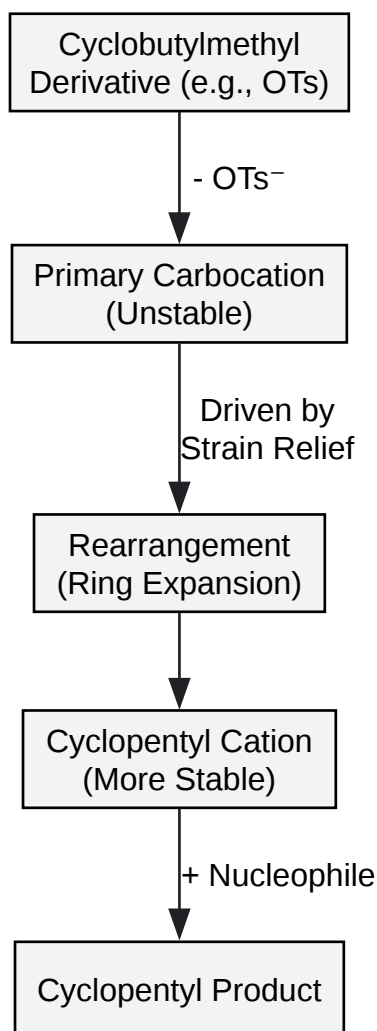 Cyclobutylmethyl
Derivative (e.g., OTs)
- OTs⁻
Primary Carbocation
(Unstable)
Driven by
Strain Relief
Rearrangement
(Ring Expansion)
Cyclopentyl Cation
(More Stable)
+ Nucleophile
Cyclopentyl Product